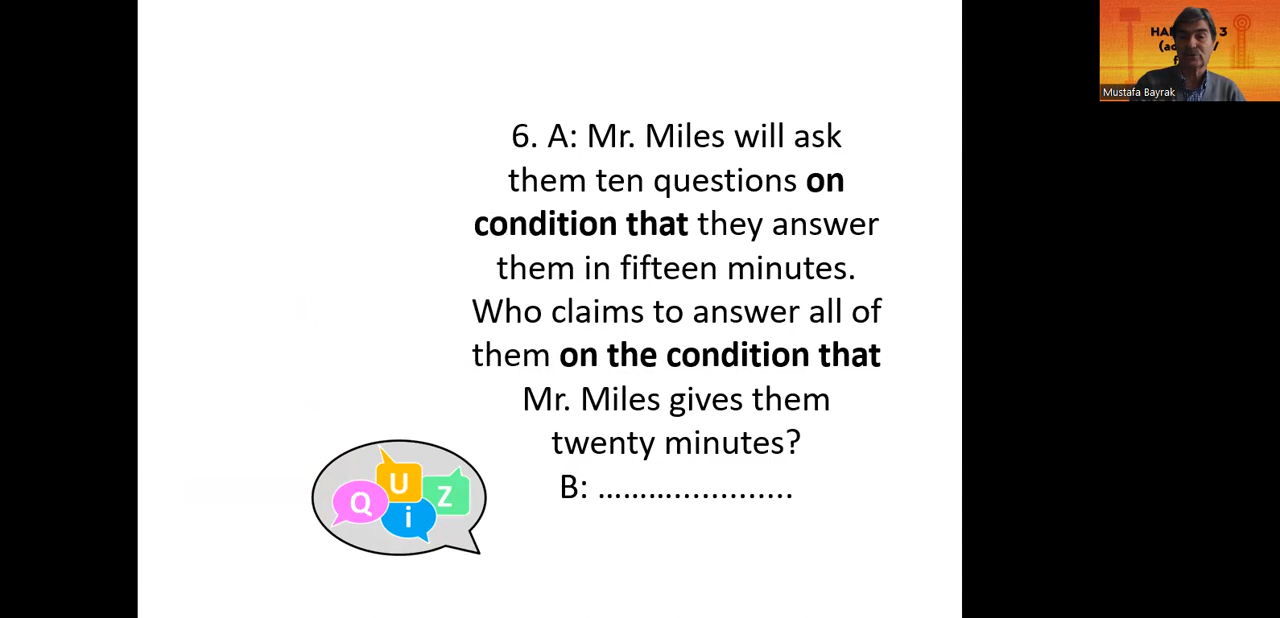 6. A: Mr. Miles will ask
them ten questions on
condition that they answer
them in fifteen minutes.
Who claims to answer all of
them on the condition that
Mr. Miles gives them
twenty minutes?
B: ......................
Q U i Z
Mustafa Bayrak